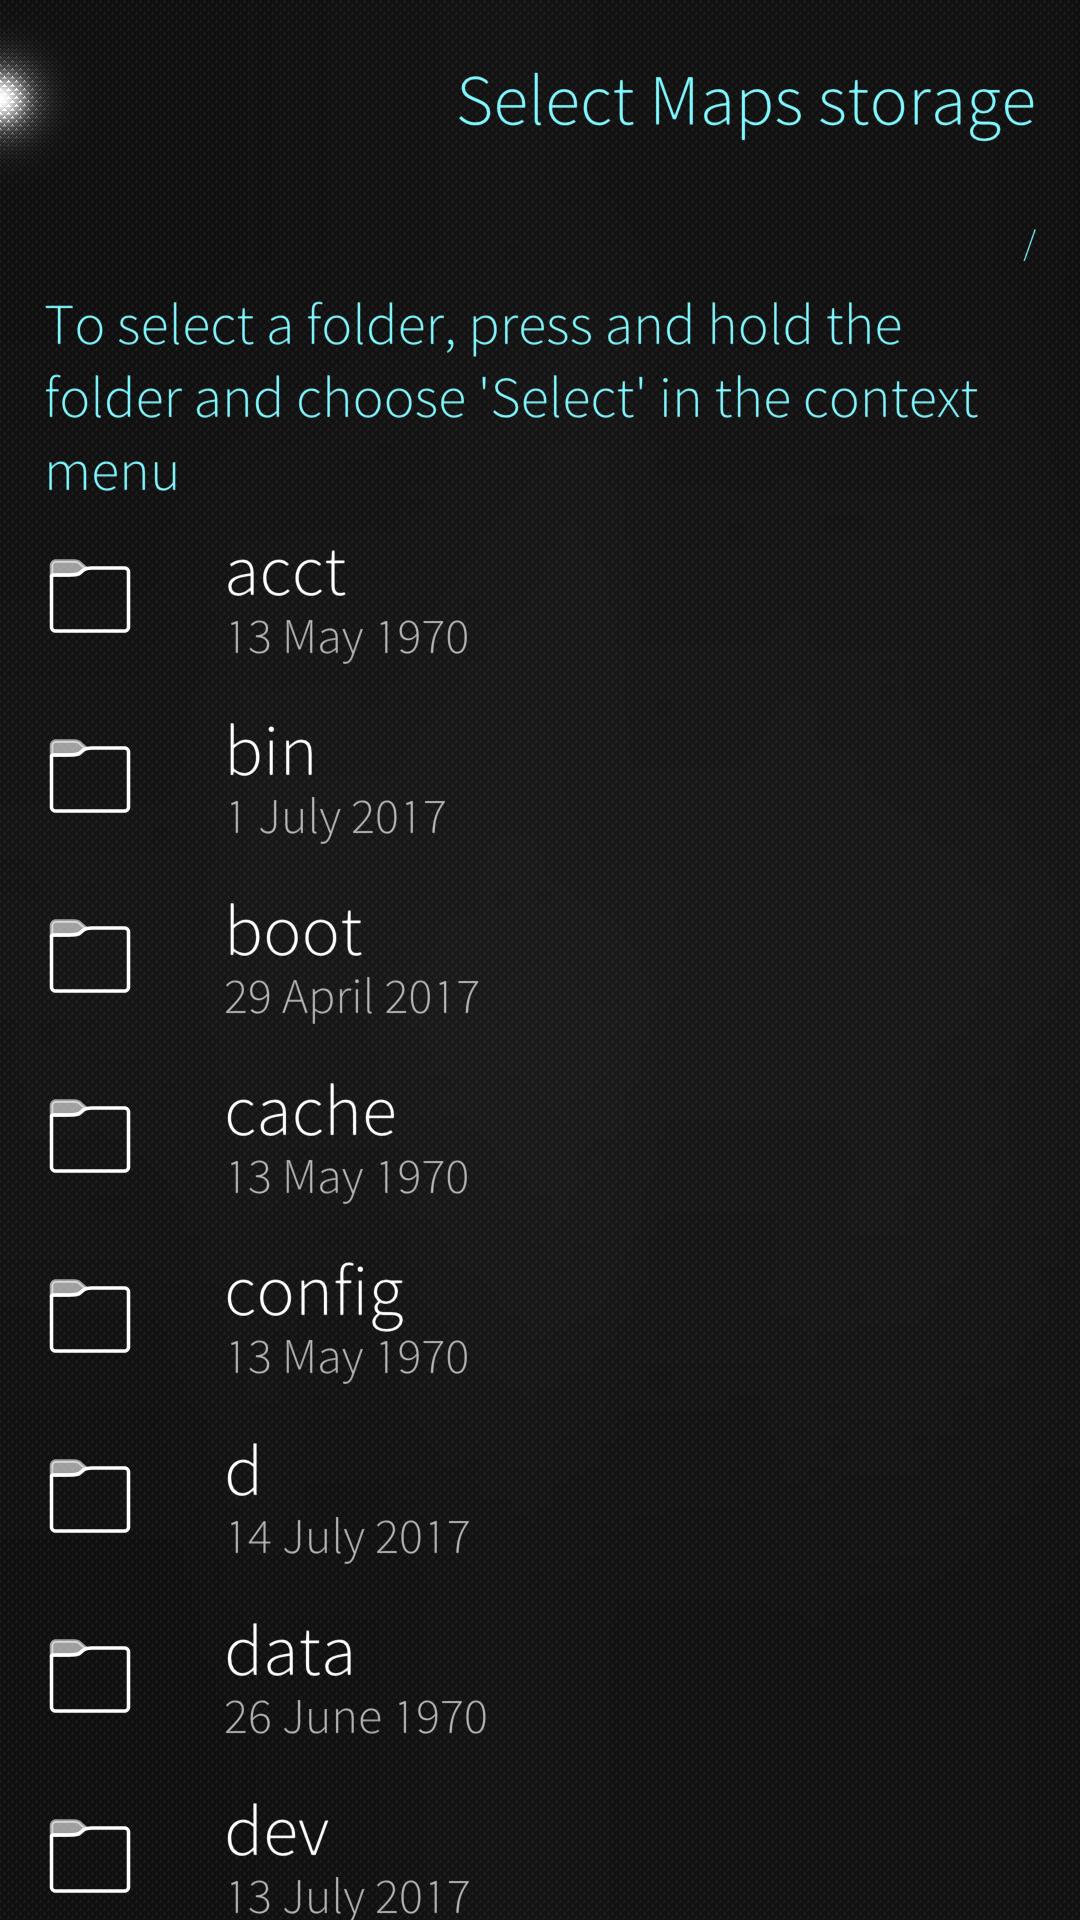 Select Maps storage
/
To select a folder, press and hold the
folder and choose 'Select' in the context
menu
acct
13 May 1970
bin
1 July 2017
boot
29 April 2017
cache
13 May 1970
config
13 May 1970
d
14 July 2017
data
26 June 1970
dev
13 July 2017